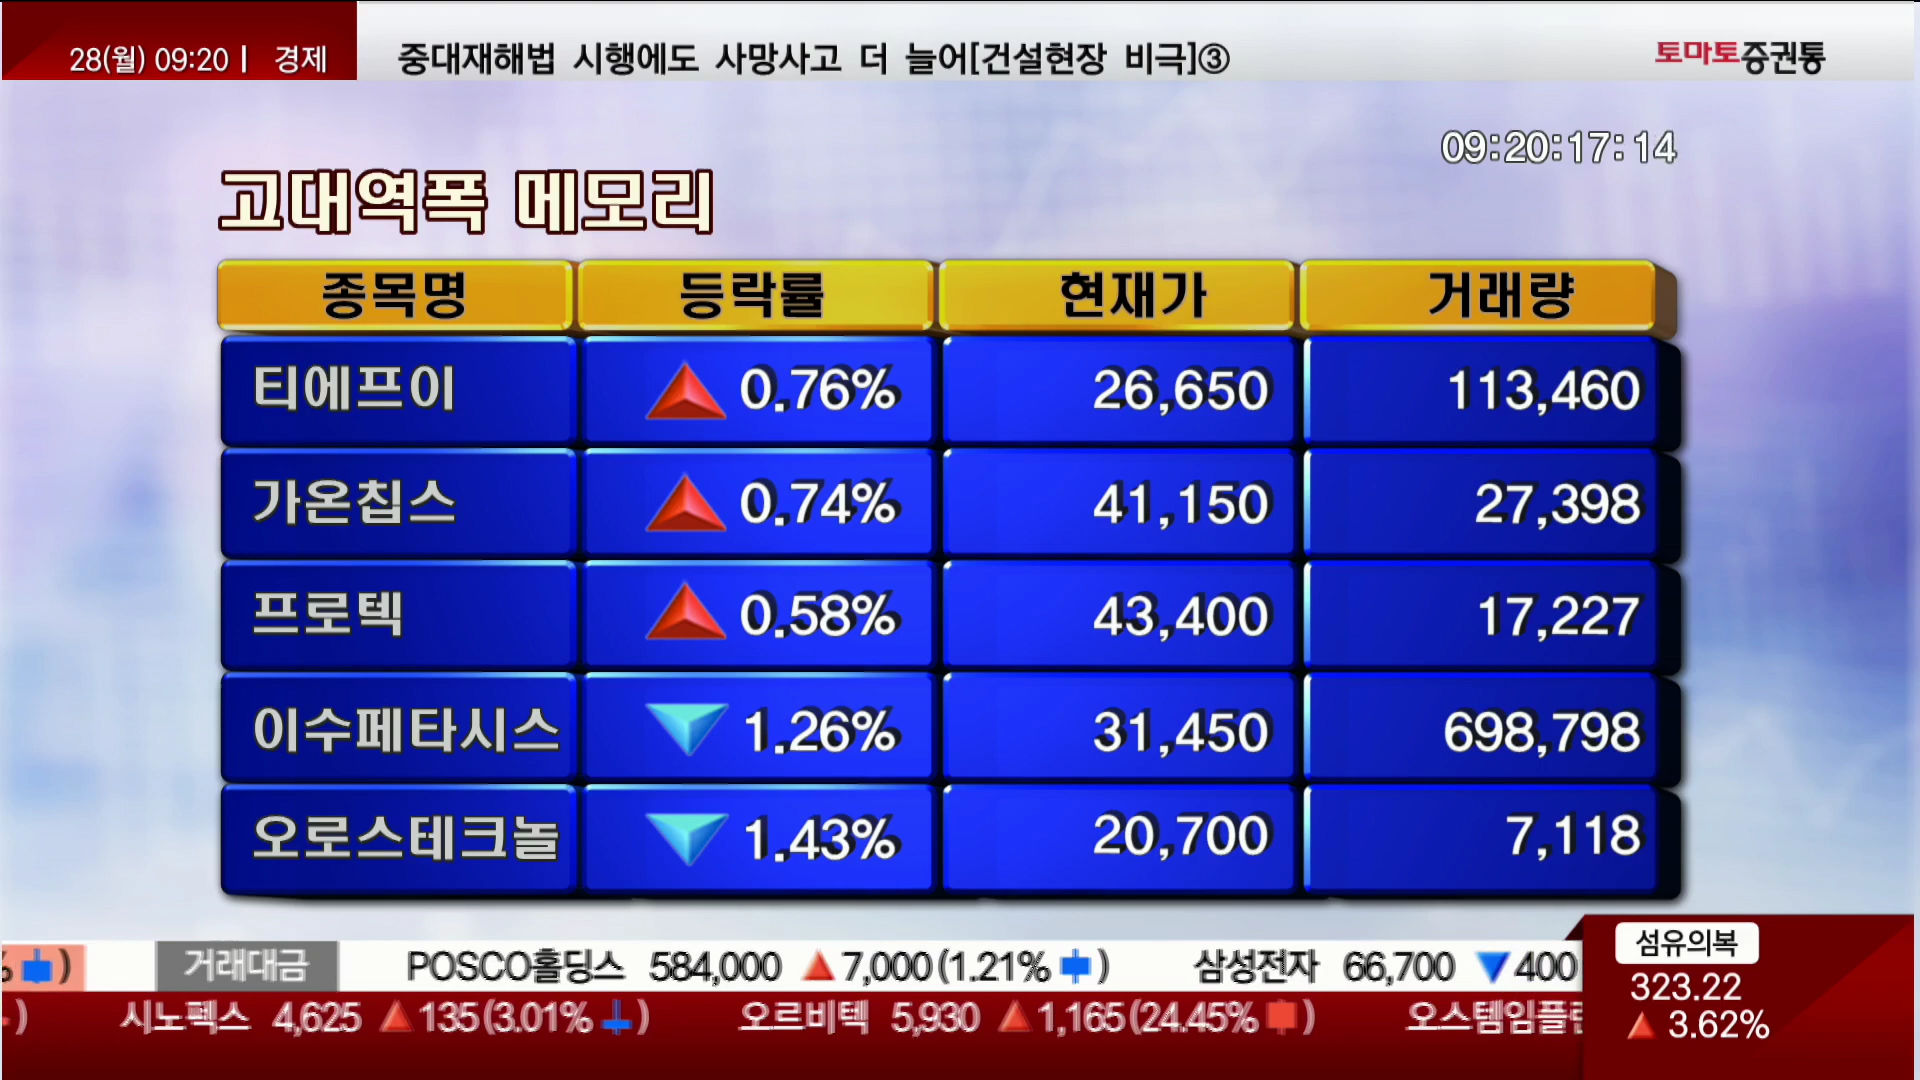 28(월) 09:20 | 경제 중대재해법 시행에도 사망사고 더 늘어[건설현장 비극]③ 토마토증권통
09:20:17:14
고대역폭 메모리
종목명 등락률 현재가 거래량
티에프이 ▲ 0.76% 26,650 113,460
가온칩스 ▲ 0.74% 41,150 27,398
프로텍 ▲ 0.58% 43,400 17,227
이수페타시스 ▼ 1.26% 31,450 698,798
오로스테크놀 ▼ 1.43% 20,700 7,118
) 거래대금 POSCO홀딩스 584,000 ▲7,000(1.21% ) 삼성전자 66,700 ▼400
) 시노펙스 4,625 ▲135(3.01% ) 오르비텍 5,930 ▲1,165(24.45% ) 오스템임플
섬유의복
323.22
▲ 3.62%